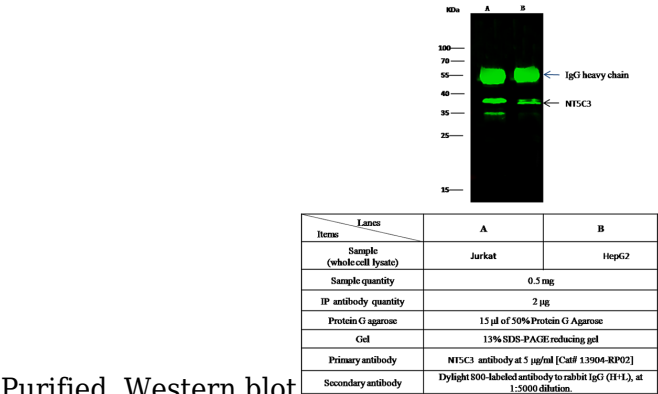 KDa A B
100
70
55
IgG heavy chain
40
NT5C3
35
25
15
Lanes
Items
A B
Sample
(whole cell lysate)
Jurkat HepG2
Sample quantity 0.5 mg
IP antibody quantity 2 μg
Protein G agarose 15 μl of 50% Protein G Agarose
Gel 13% SDS-PAGE reducing gel
Primary antibody NT5C3 antibody at 5 μg/ml [Cat# 13904-RP02]
Secondary antibody Dylight 800-labeled antibody to rabbit IgG (H+L), at
1:5000 dilution.
Purified, Western blot